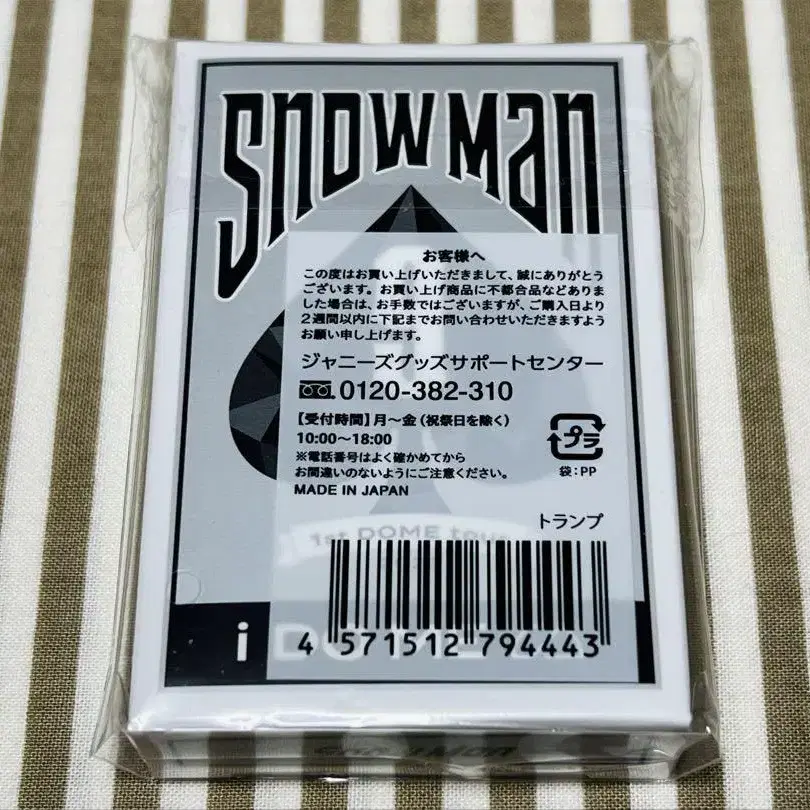 Snow Man
お客様へ
この度はお買い上げいただきまして、誠にありがとう
ございます。お買い上げ商品に不都合品などありま
した場合は、お手数ではございますが、ご購入日より
2週間以内に下記までお問い合わせいただきますよう
お願い申し上げます。
ジャニーズグッズサポートセンター
0120-382-310
【受付時間】月〜金(祝祭日を除く)
10:00〜18:00
※電話番号はよく確かめてから
お間違いのないようにご注意ください。
MADE IN JAPAN
プラ
袋:PP
トランプ
1st DOME tour
i DOME
4 571512 794443